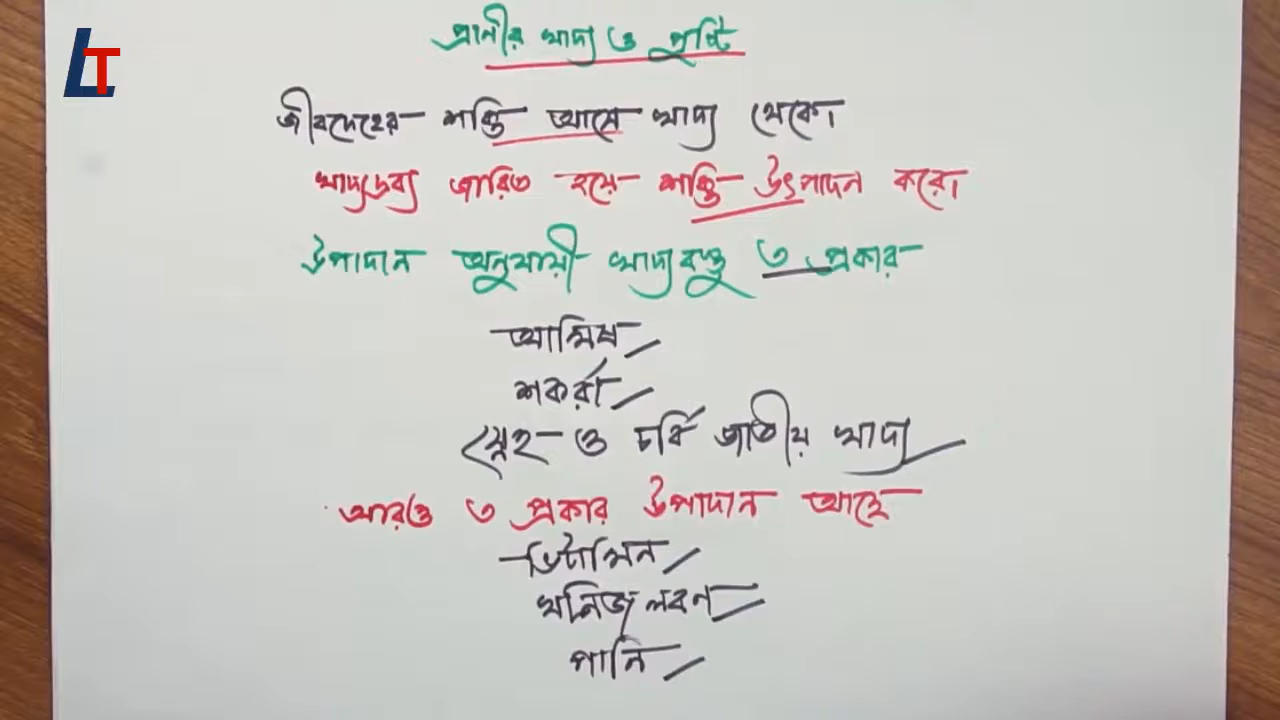 LT
প্রাণীর খাদ্য ও পুষ্টি
জীবদেহের শক্তি আসে খাদ্য থেকে।
খাদ্যদ্রব্য জারিত হয়ে শক্তি উৎপাদন করে।
উপাদান অনুযায়ী খাদ্যবস্তু ৩ প্রকার
আমিষ
শর্করা
স্নেহ ও চর্বি জাতীয় খাদ্য
আরও ৩ প্রকার উপাদান আছে
ভিটামিন
খনিজ লবণ
পানি